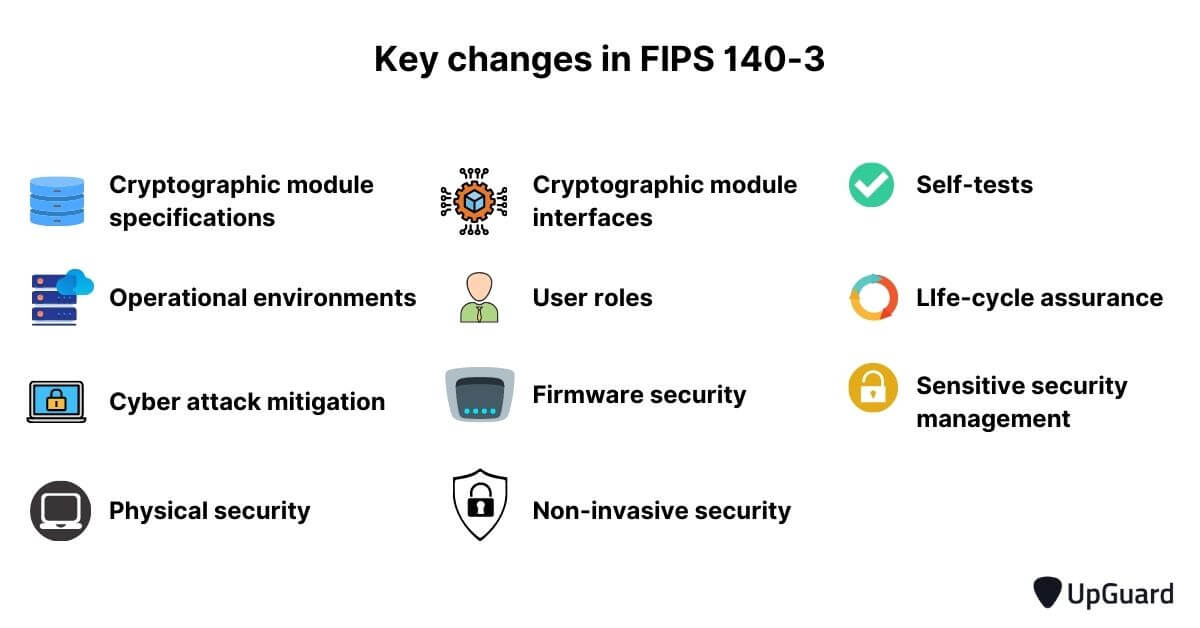 Key changes in FIPS 140-3
Cryptographic module
specifications
Operational environments
Cyber attack mitigation
Physical security
Cryptographic module
interfaces
User roles
Firmware security
Non-invasive security
Self-tests
LIfe-cycle assurance
Sensitive security
management
UpGuard